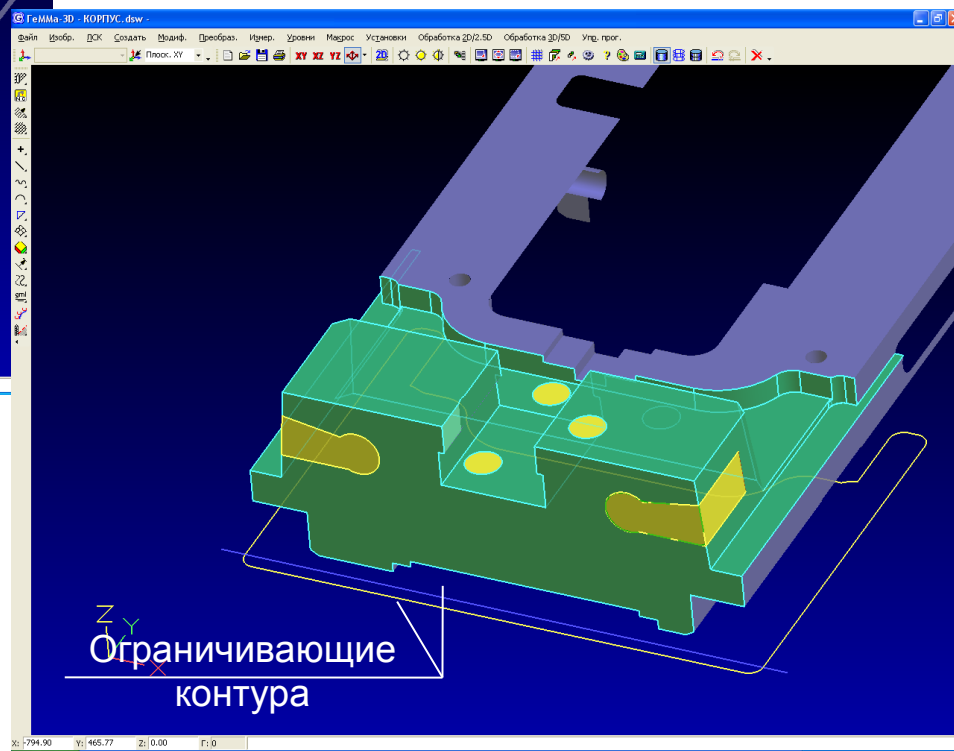 ГеММа-3D - КОРПУС.dsw -
Файл Изобр. ЛСК Создать Модиф. Преобраз. Измер. Уровни Макрос Установки Обработка 2D/2.5D Обработка 3D/5D Упр. прог.
Плоск. XY XY XZ YZ 2D
gml
Z
Y
X
Ограничивающие
контура
X: -794.90 Y: 465.77 Z: 0.00 Г: 0